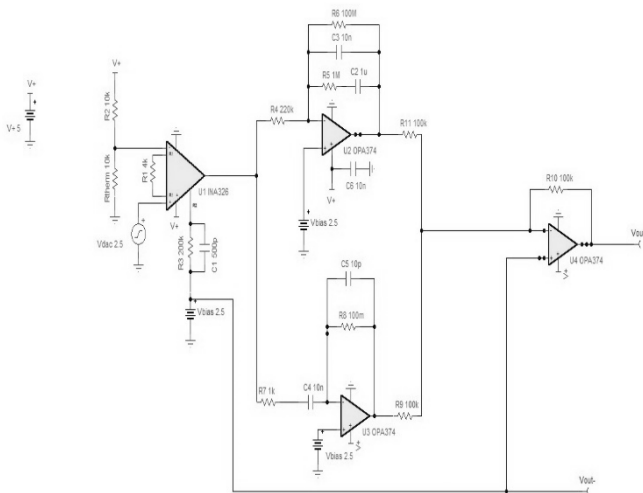 R6 100M
C3 10n
R5 1M
C2 1u
V+
V+
V+ 5
R2 10k
R4 220k
R11 100k
U2 OPA374
Rtherm 10k
R1 4k
U1 INA326
C6 10n
V+
R10 100k
Vout
V+
Vdac 2.5
Vbias 2.5
U4 OPA374
R3 200k
C1 500p
C5 10p
R8 100m
Vbias 2.5
R7 1k
C4 10n
R9 100k
U3 OPA374
Vbias 2.5
Vout-